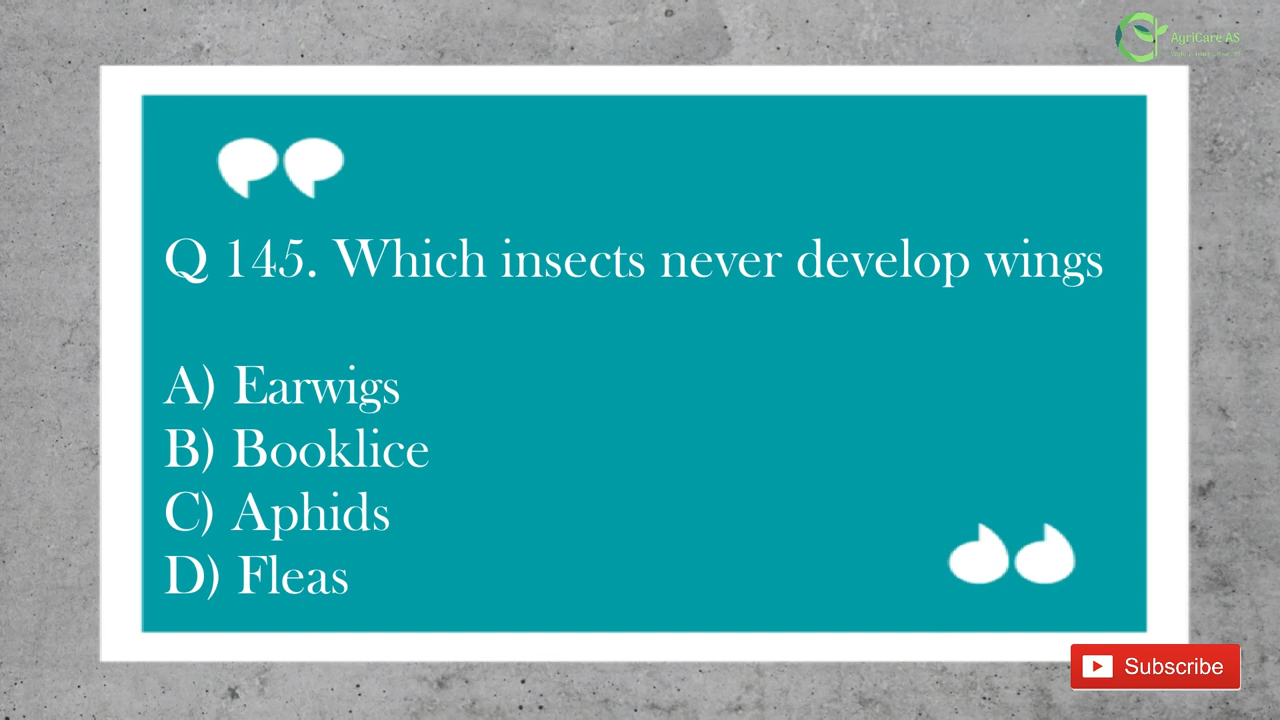 AgriCare AS
Q 145. Which insects never develop wings
A) Earwigs
B) Booklice
C) Aphids
D) Fleas
Subscribe